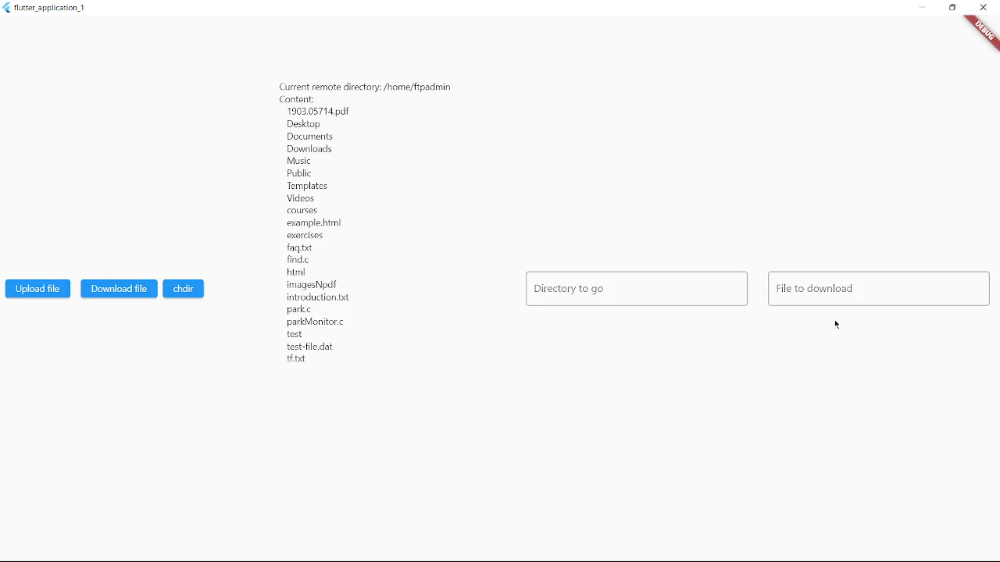 flutter_application_1
DEBUG
Current remote directory: /home/ftpadmin
Content:
1903.05714.pdf
Desktop
Documents
Downloads
Music
Public
Templates
Videos
courses
example.html
exercises
faq.txt
find.c
html
imagesNpdf
introduction.txt
park.c
parkMonitor.c
test
test-file.dat
tf.txt
Upload file
Download file
chdir
Directory to go
File to download